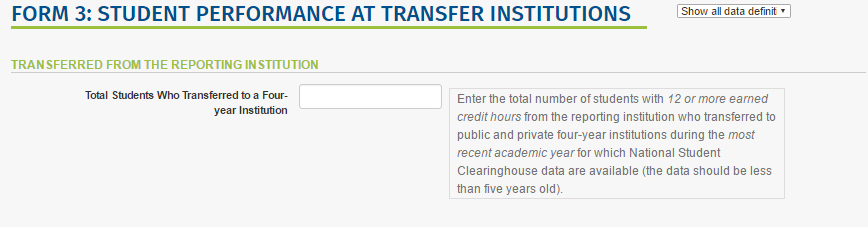 FORM 3: STUDENT PERFORMANCE AT TRANSFER INSTITUTIONS
Show all data definiti
TRANSFERRED FROM THE REPORTING INSTITUTION
Total Students Who Transferred to a Four-
year Institution
Enter the total number of students with 12 or more earned
credit hours from the reporting institution who transferred to
public and private four-year institutions during the most
recent academic year for which National Student
Clearinghouse data are available (the data should be less
than five years old).